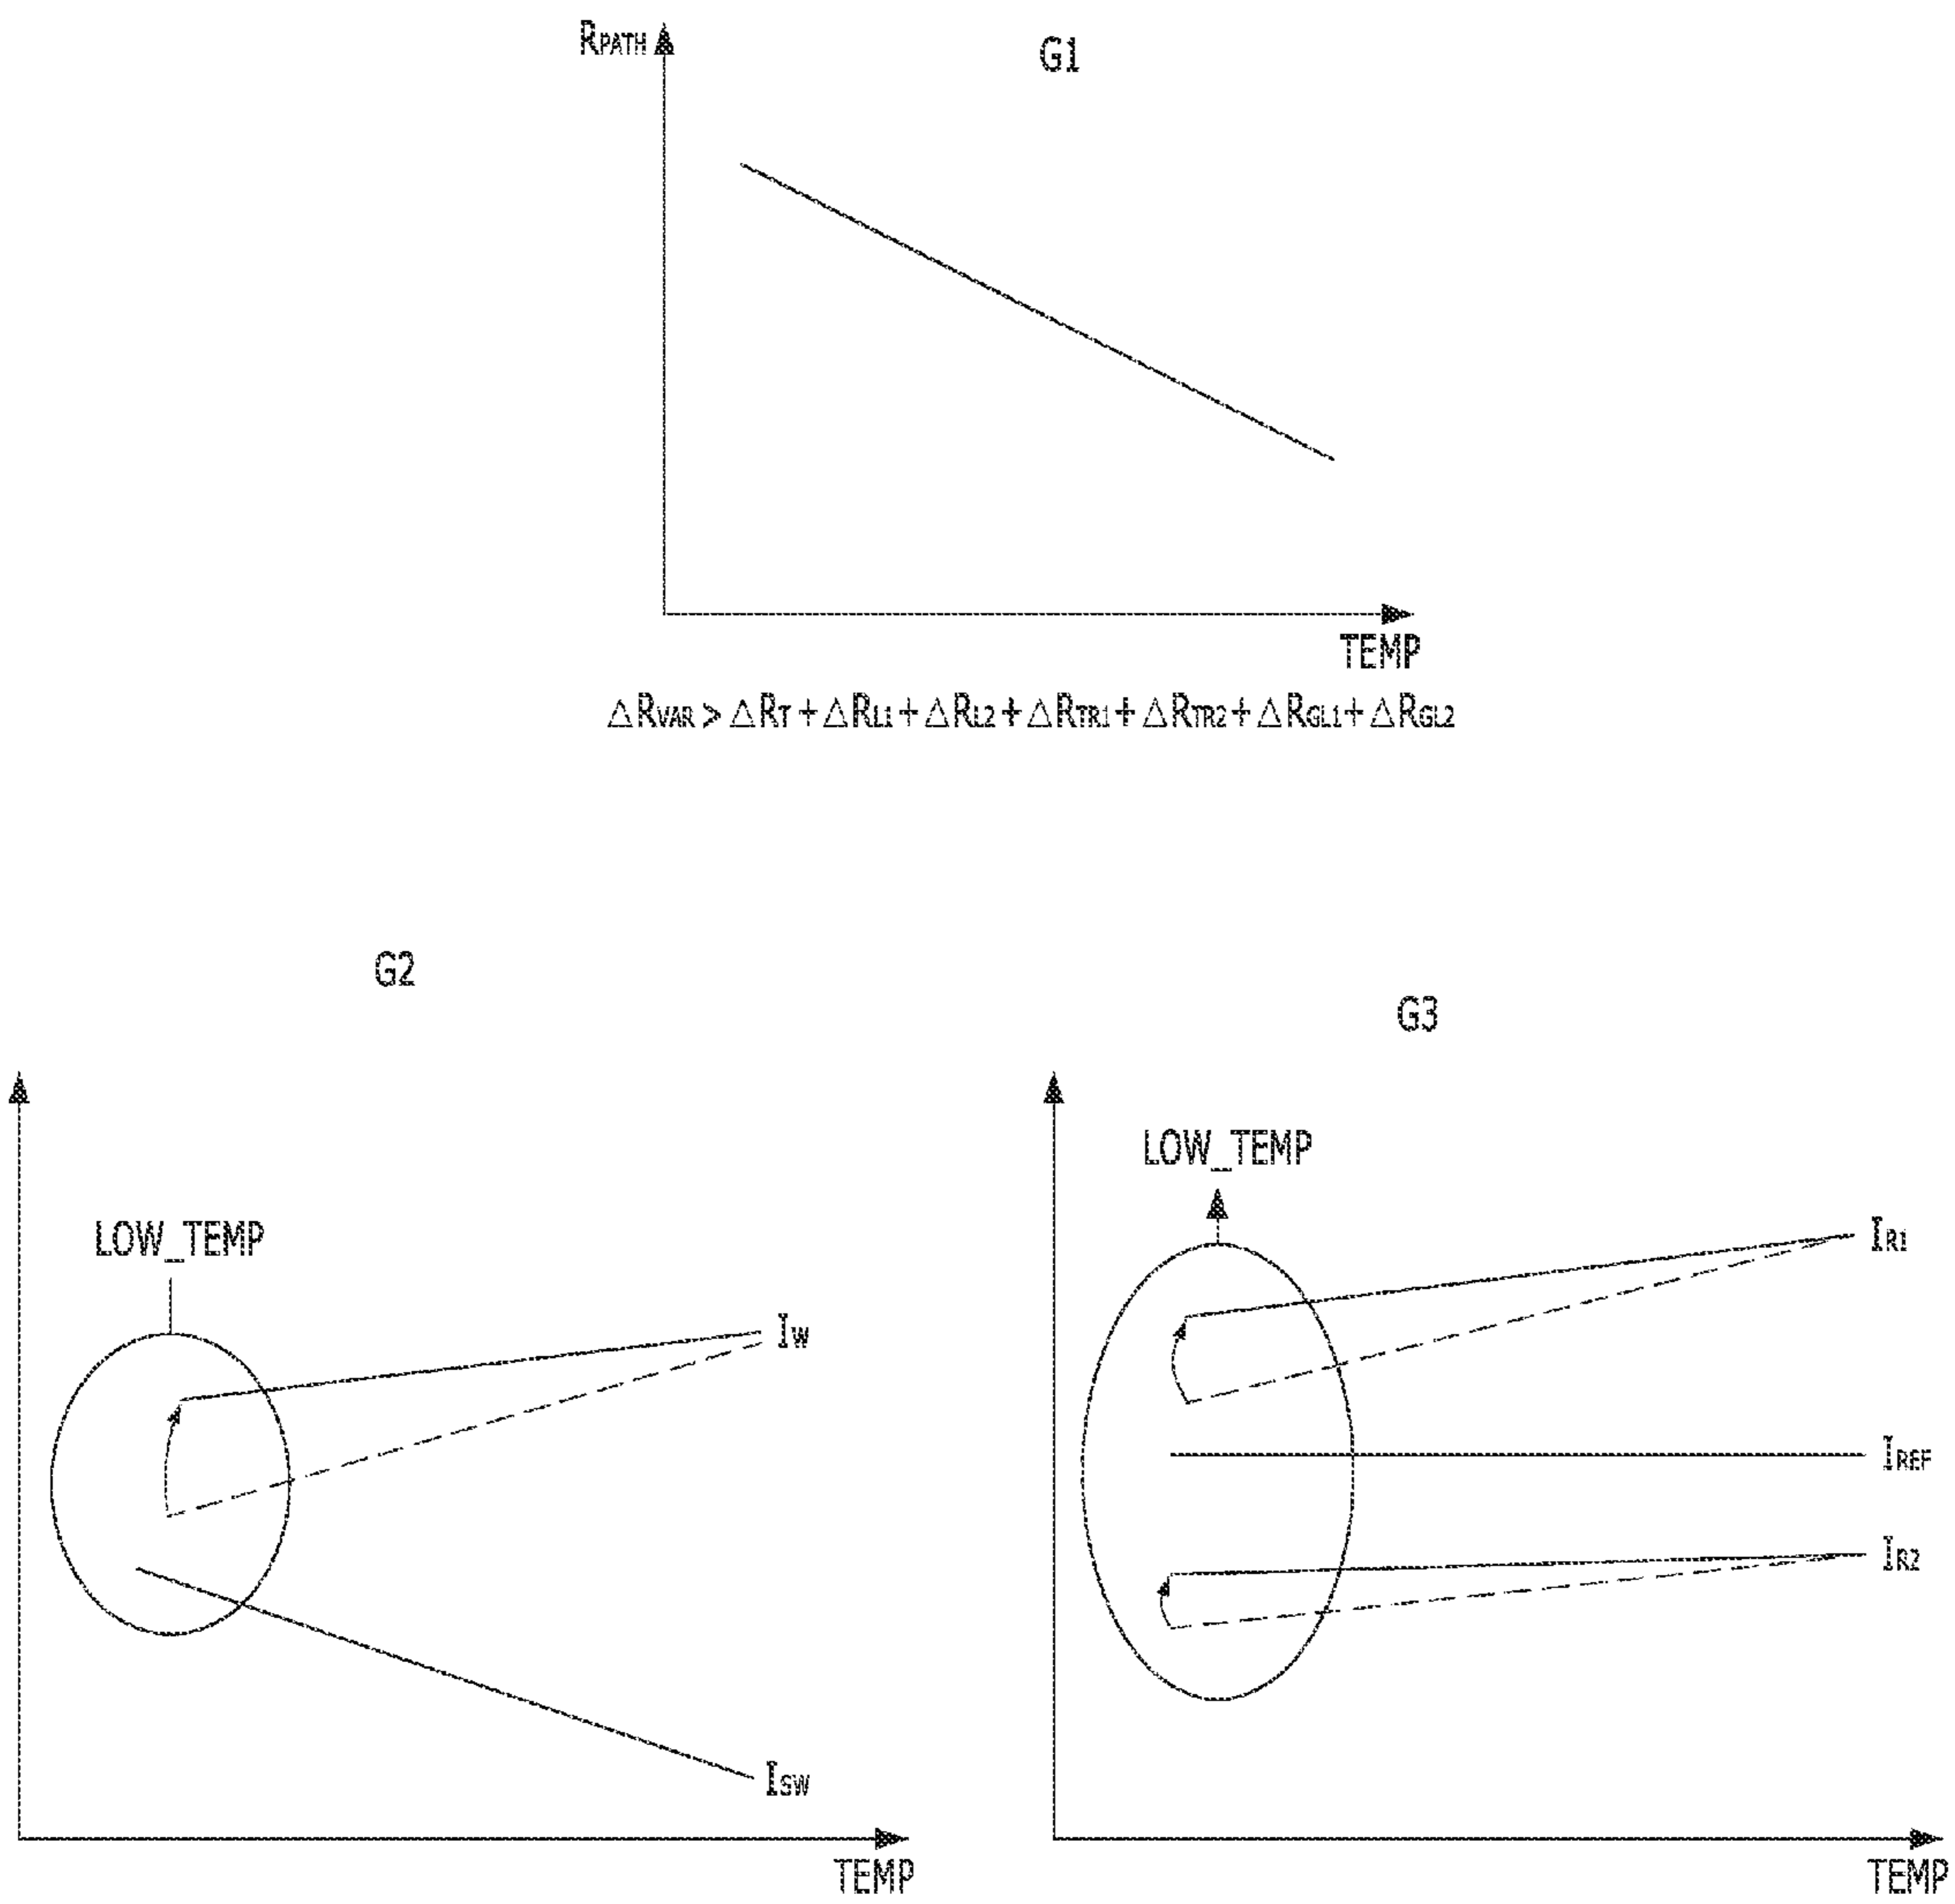 RPATH
G1
TEMP
△RVAR > △RT + △RL1 + △RL2 + △RTR1 + △RTR2 + △RGL1 + △RGL2
G2
LOW_TEMP
IW
ISW
TEMP
G3
LOW_TEMP
IR1
IREF
IR2
TEMP